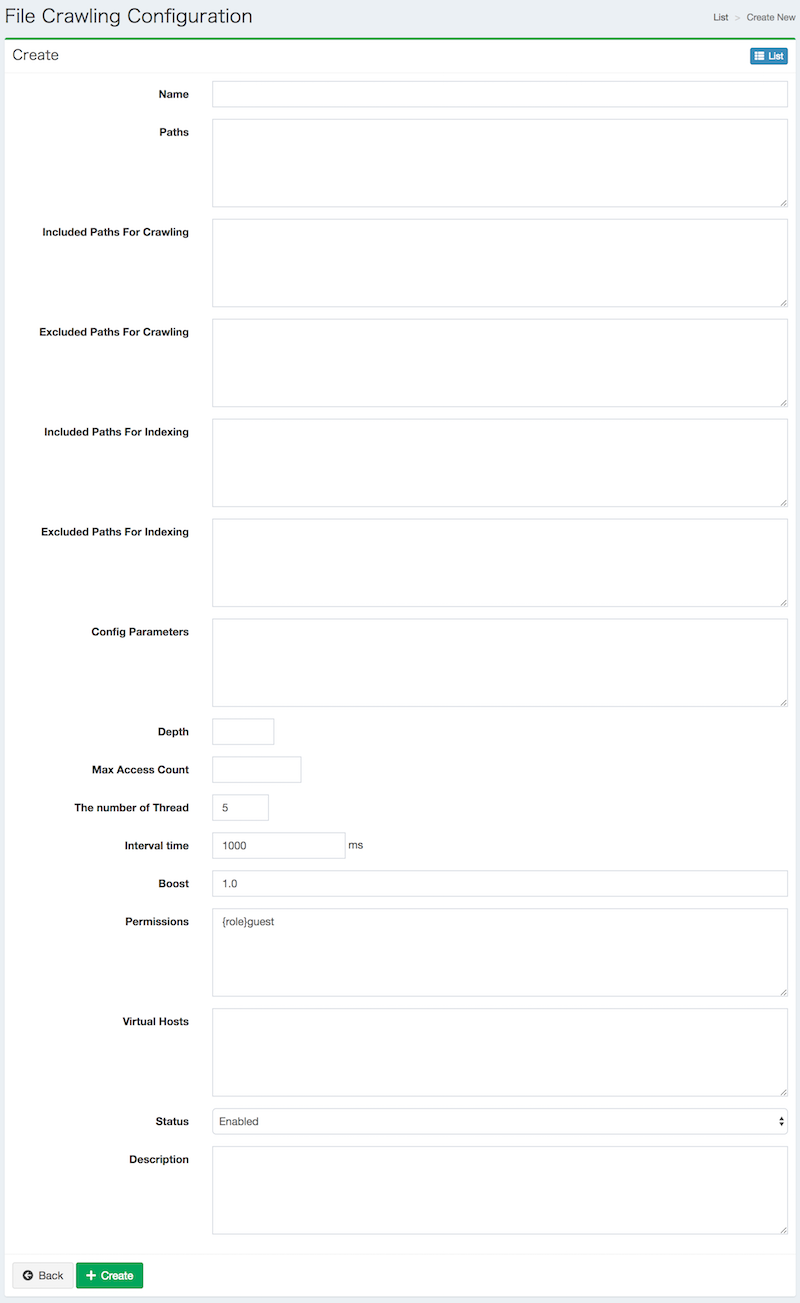 File Crawling Configuration
List > Create New
Create
List
Name
Paths
Included Paths For Crawling
Excluded Paths For Crawling
Included Paths For Indexing
Excluded Paths For Indexing
Config Parameters
Depth
Max Access Count
The number of Thread 5
Interval time 1000 ms
Boost 1.0
Permissions {role}guest
Virtual Hosts
Status Enabled
Description
Back Create